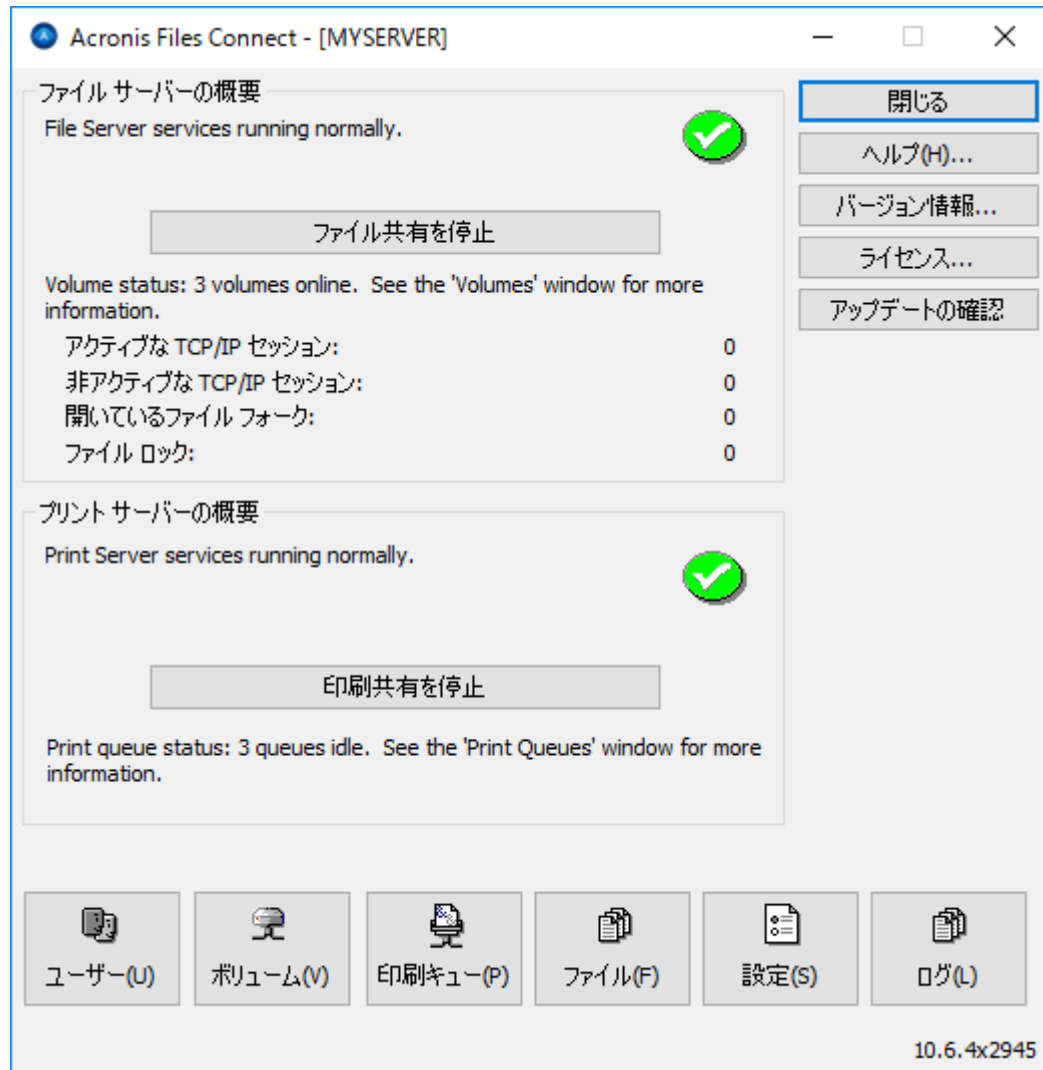 Acronis Files Connect - [MYSERVER]
ファイル サーバーの概要
File Server services running normally.
ファイル共有を停止
Volume status: 3 volumes online.  See the 'Volumes' window for more
information.
アクティブな TCP/IP セッション: 0
非アクティブな TCP/IP セッション: 0
開いているファイル フォーク: 0
ファイル ロック: 0
プリント サーバーの概要
Print Server services running normally.
印刷共有を停止
Print queue status: 3 queues idle.  See the 'Print Queues' window for more
information.
閉じる
ヘルプ(H)...
バージョン情報...
ライセンス...
アップデートの確認
ユーザー(U)
ボリューム(V)
印刷キュー(P)
ファイル(F)
設定(S)
ログ(L)
10.6.4x2945